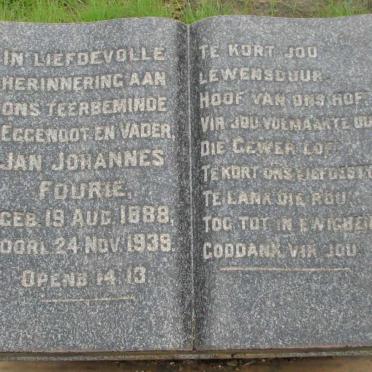 IN LIEFDEVOLLE
HERINNERING AAN
ONS TEERBEMINDE
EGGENOOT EN VADER,
JAN JOHANNES
FOURIE.
GEB. 19 AUG. 1888,
OORL. 24 NOV. 1939.
OPENB. 14.13
TE KORT JOU
LEWENSDUUR.
HOOF VAN ONS HOF.
VIR JOU VOLMAAKTE
DIE GEWER LOF.
TE KORT ONS
TE LANK DIE ROU,
TOG TOT IN EWIGHEID
GODDANK VIR JOU